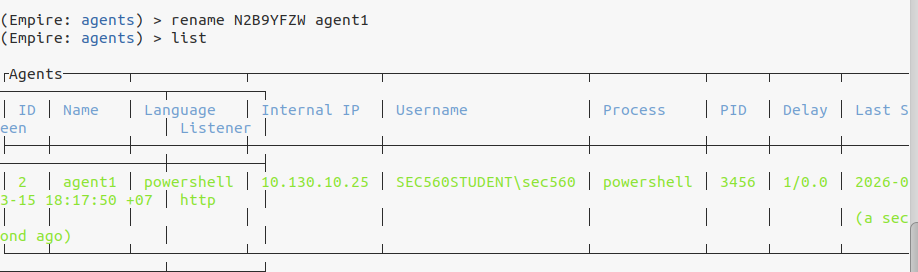 (Empire: agents) > rename N2B9YFZW agent1
(Empire: agents) > list
Agents
ID Name Language Internal IP Username Process PID Delay Last S
een Listener
2 agent1 powershell 10.130.10.25 SEC560STUDENT\sec560 powershell 3456 1/0.0 2026-0
3-15 18:17:50 +07 http
(a sec
ond ago)